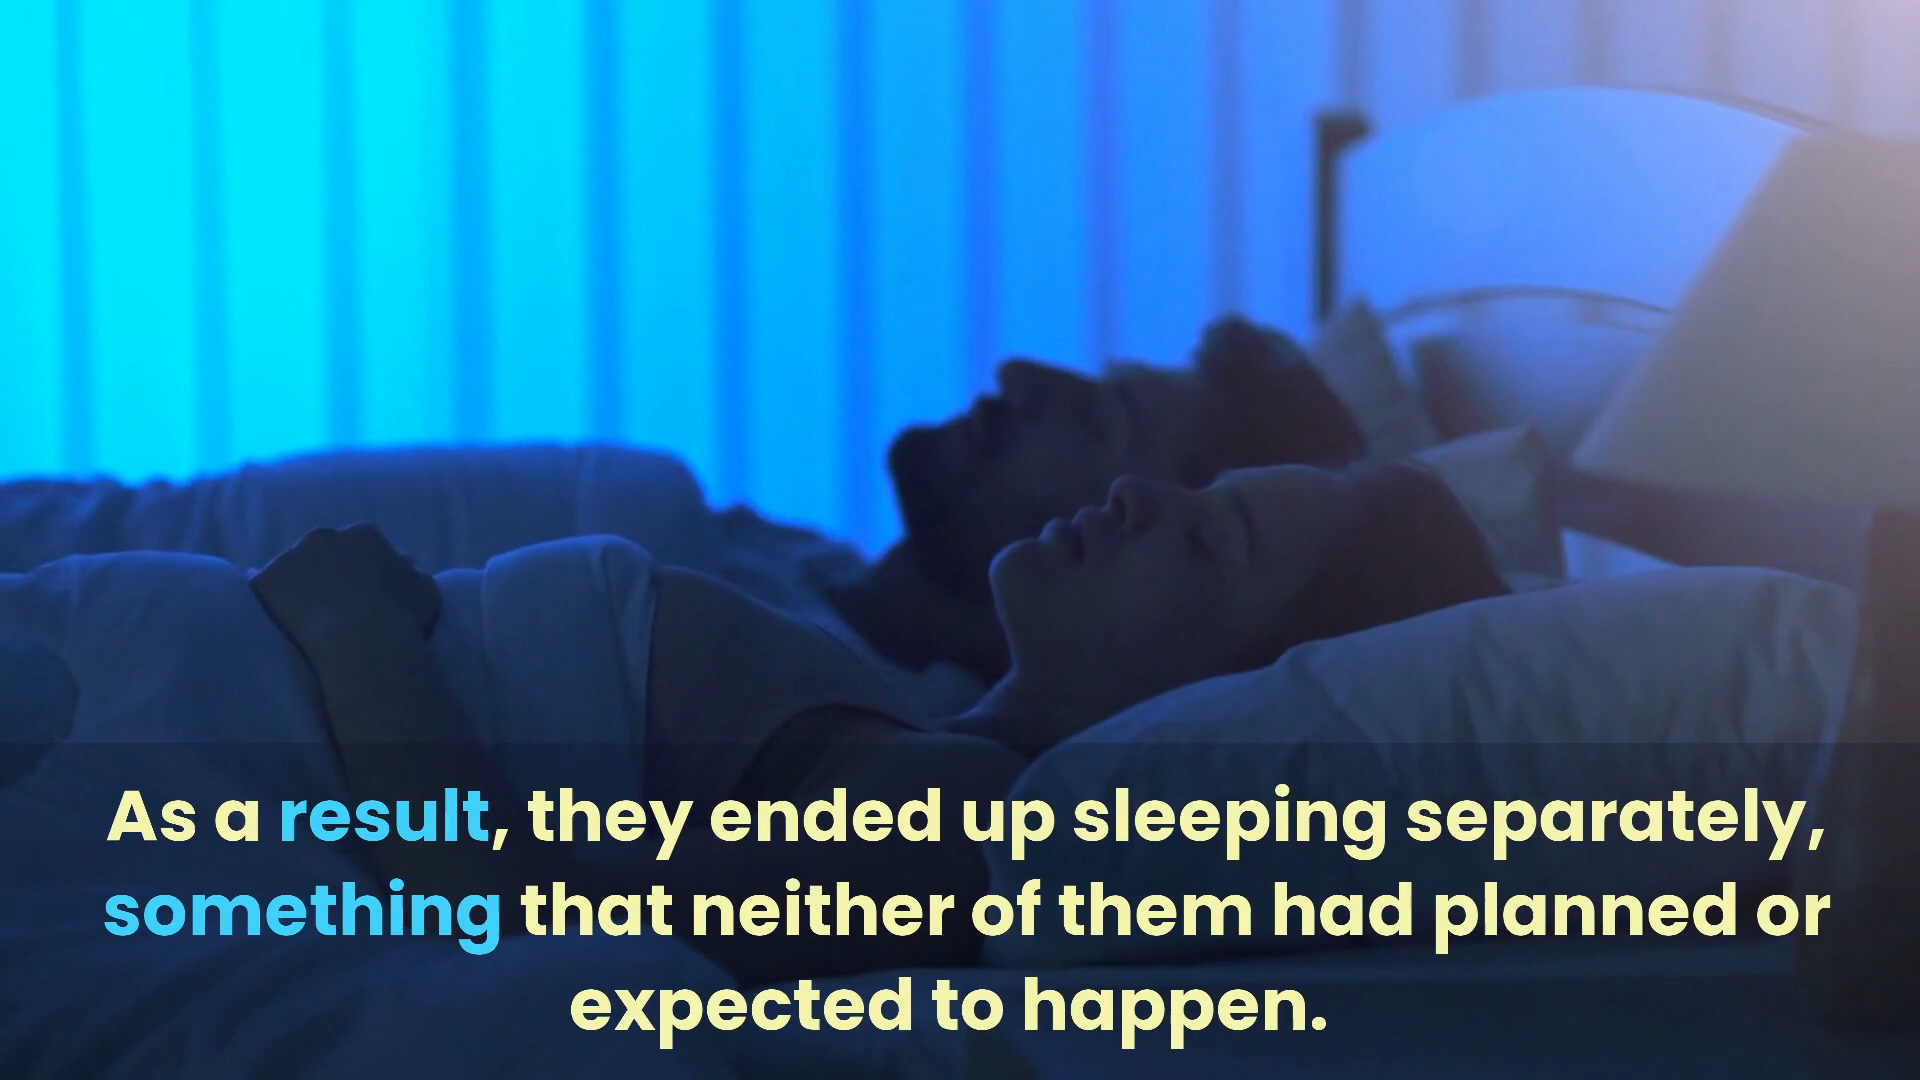 As a result, they ended up sleeping separately,
something that neither of them had planned or
expected to happen.